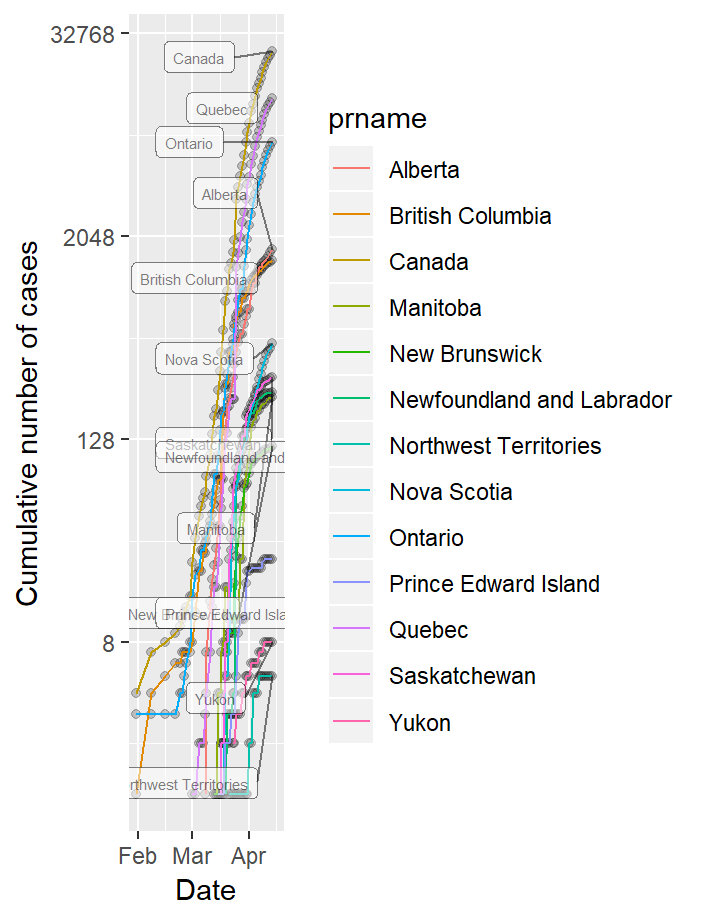 32768
2048
128
8
Cumulative number of cases
Canada
Quebec
Ontario
Alberta
British Columbia
Nova Scotia
Saskatchewan
Newfoundland and
Manitoba
New
Prince Edward Isla
Yukon
rthwest Territories
Feb Mar Apr
Date
prname
Alberta
British Columbia
Canada
Manitoba
New Brunswick
Newfoundland and Labrador
Northwest Territories
Nova Scotia
Ontario
Prince Edward Island
Quebec
Saskatchewan
Yukon